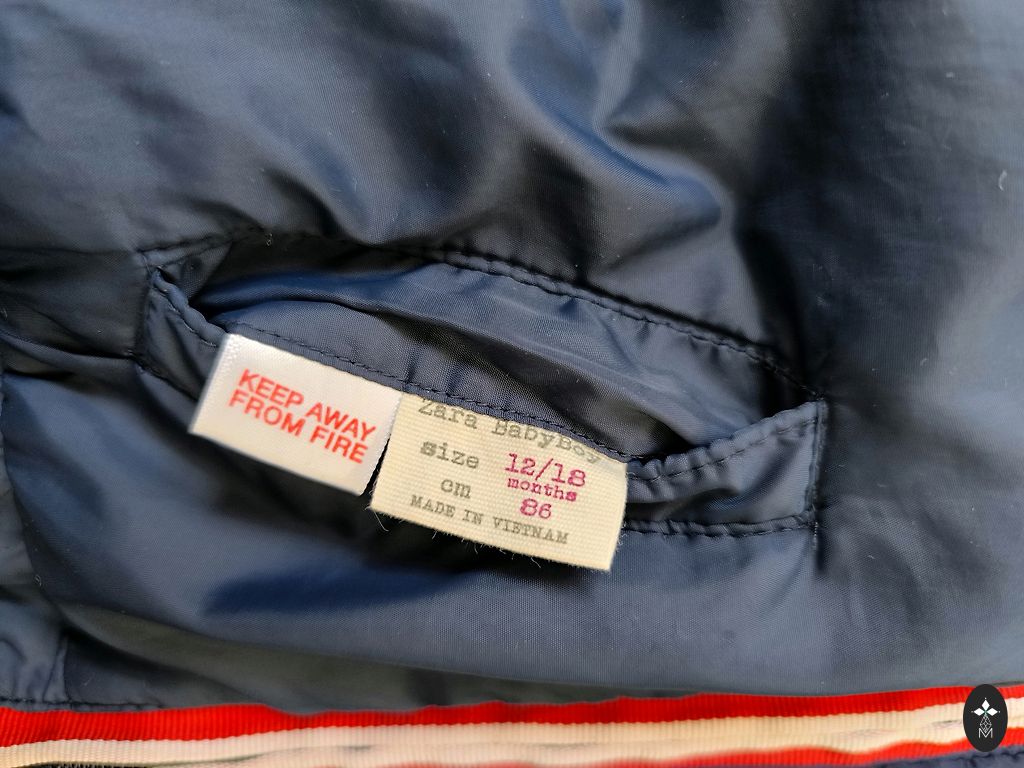 KEEP AWAY
FROM FIRE
Zara BabyBoy
size 12/18
months
cm 86
MADE IN VIETNAM
M